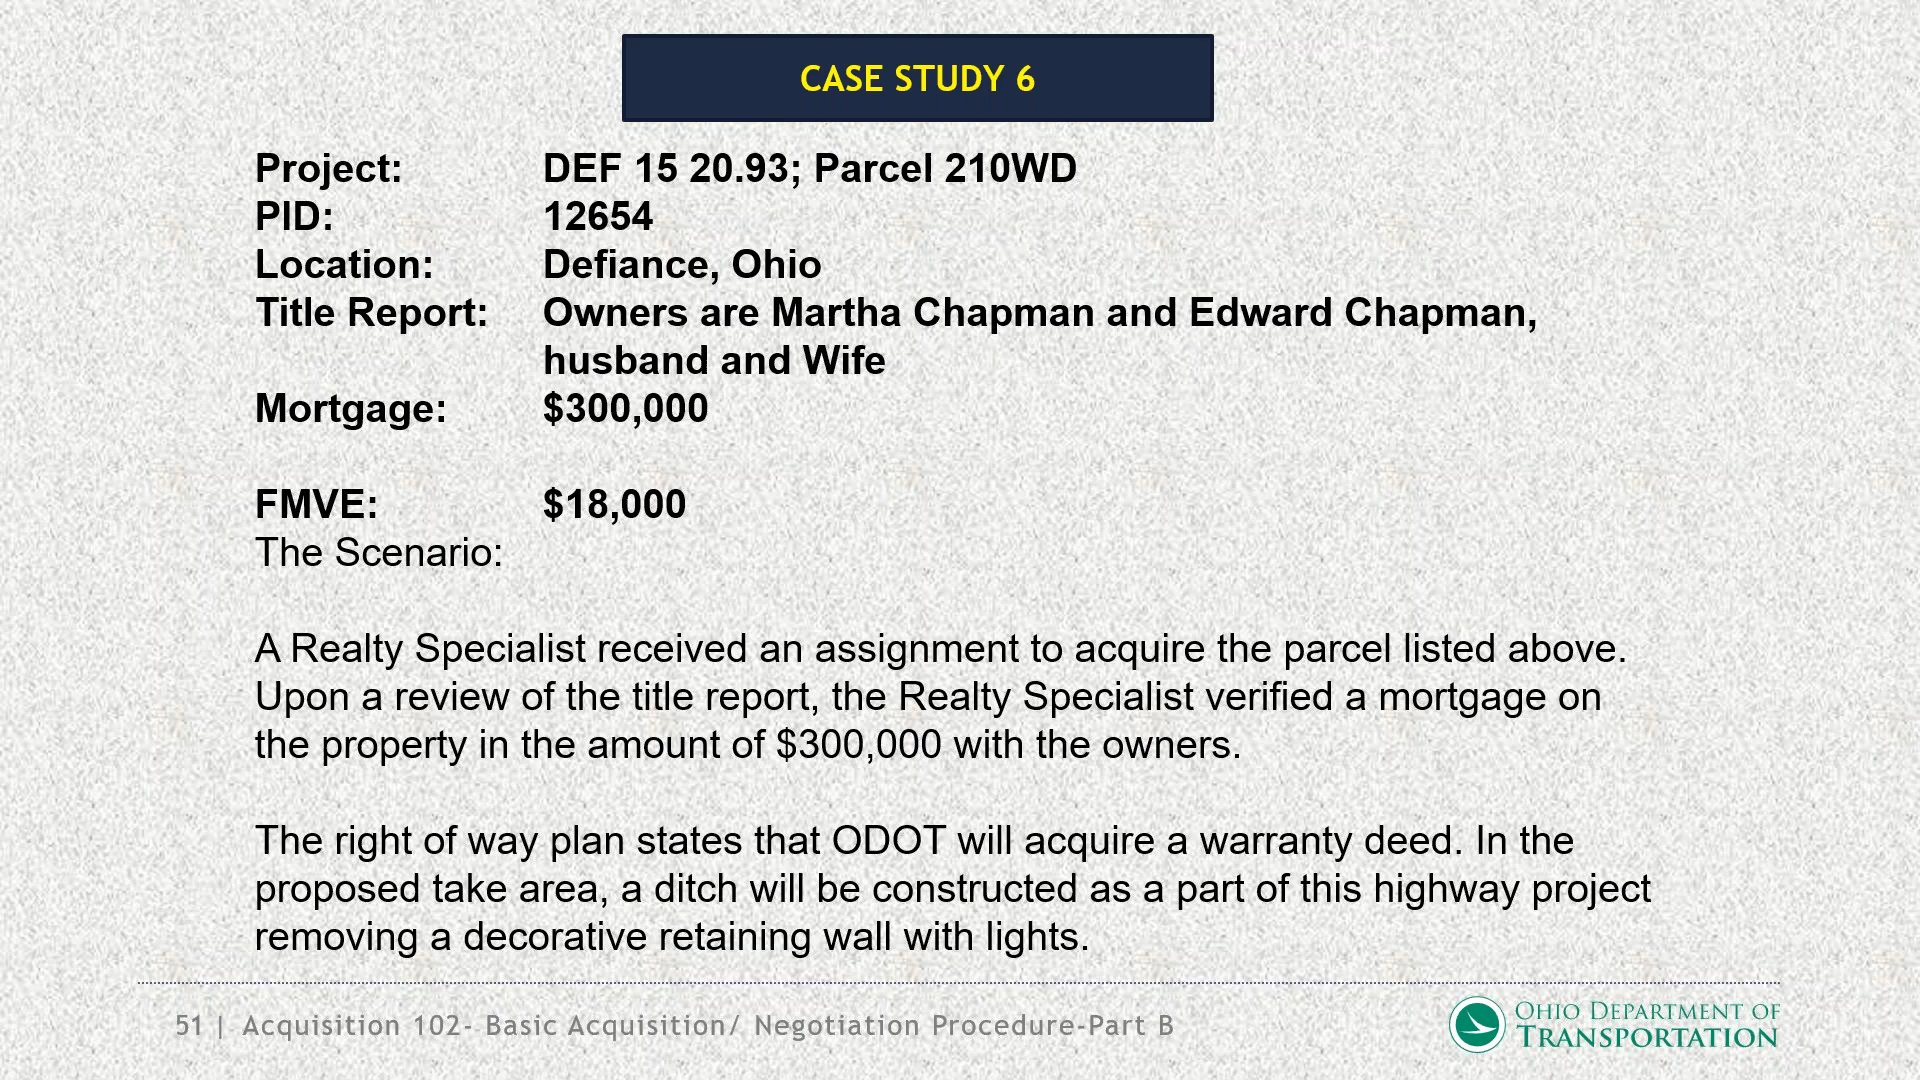 CASE STUDY 6
Project: DEF 15 20.93; Parcel 210WD
PID: 12654
Location: Defiance, Ohio
Title Report: Owners are Martha Chapman and Edward Chapman,
husband and Wife
Mortgage: $300,000
FMVE: $18,000
The Scenario:
A Realty Specialist received an assignment to acquire the parcel listed above.
Upon a review of the title report, the Realty Specialist verified a mortgage on
the property in the amount of $300,000 with the owners.
The right of way plan states that ODOT will acquire a warranty deed. In the
proposed take area, a ditch will be constructed as a part of this highway project
removing a decorative retaining wall with lights.
51 | Acquisition 102- Basic Acquisition/ Negotiation Procedure-Part B
OHIO DEPARTMENT OF
TRANSPORTATION